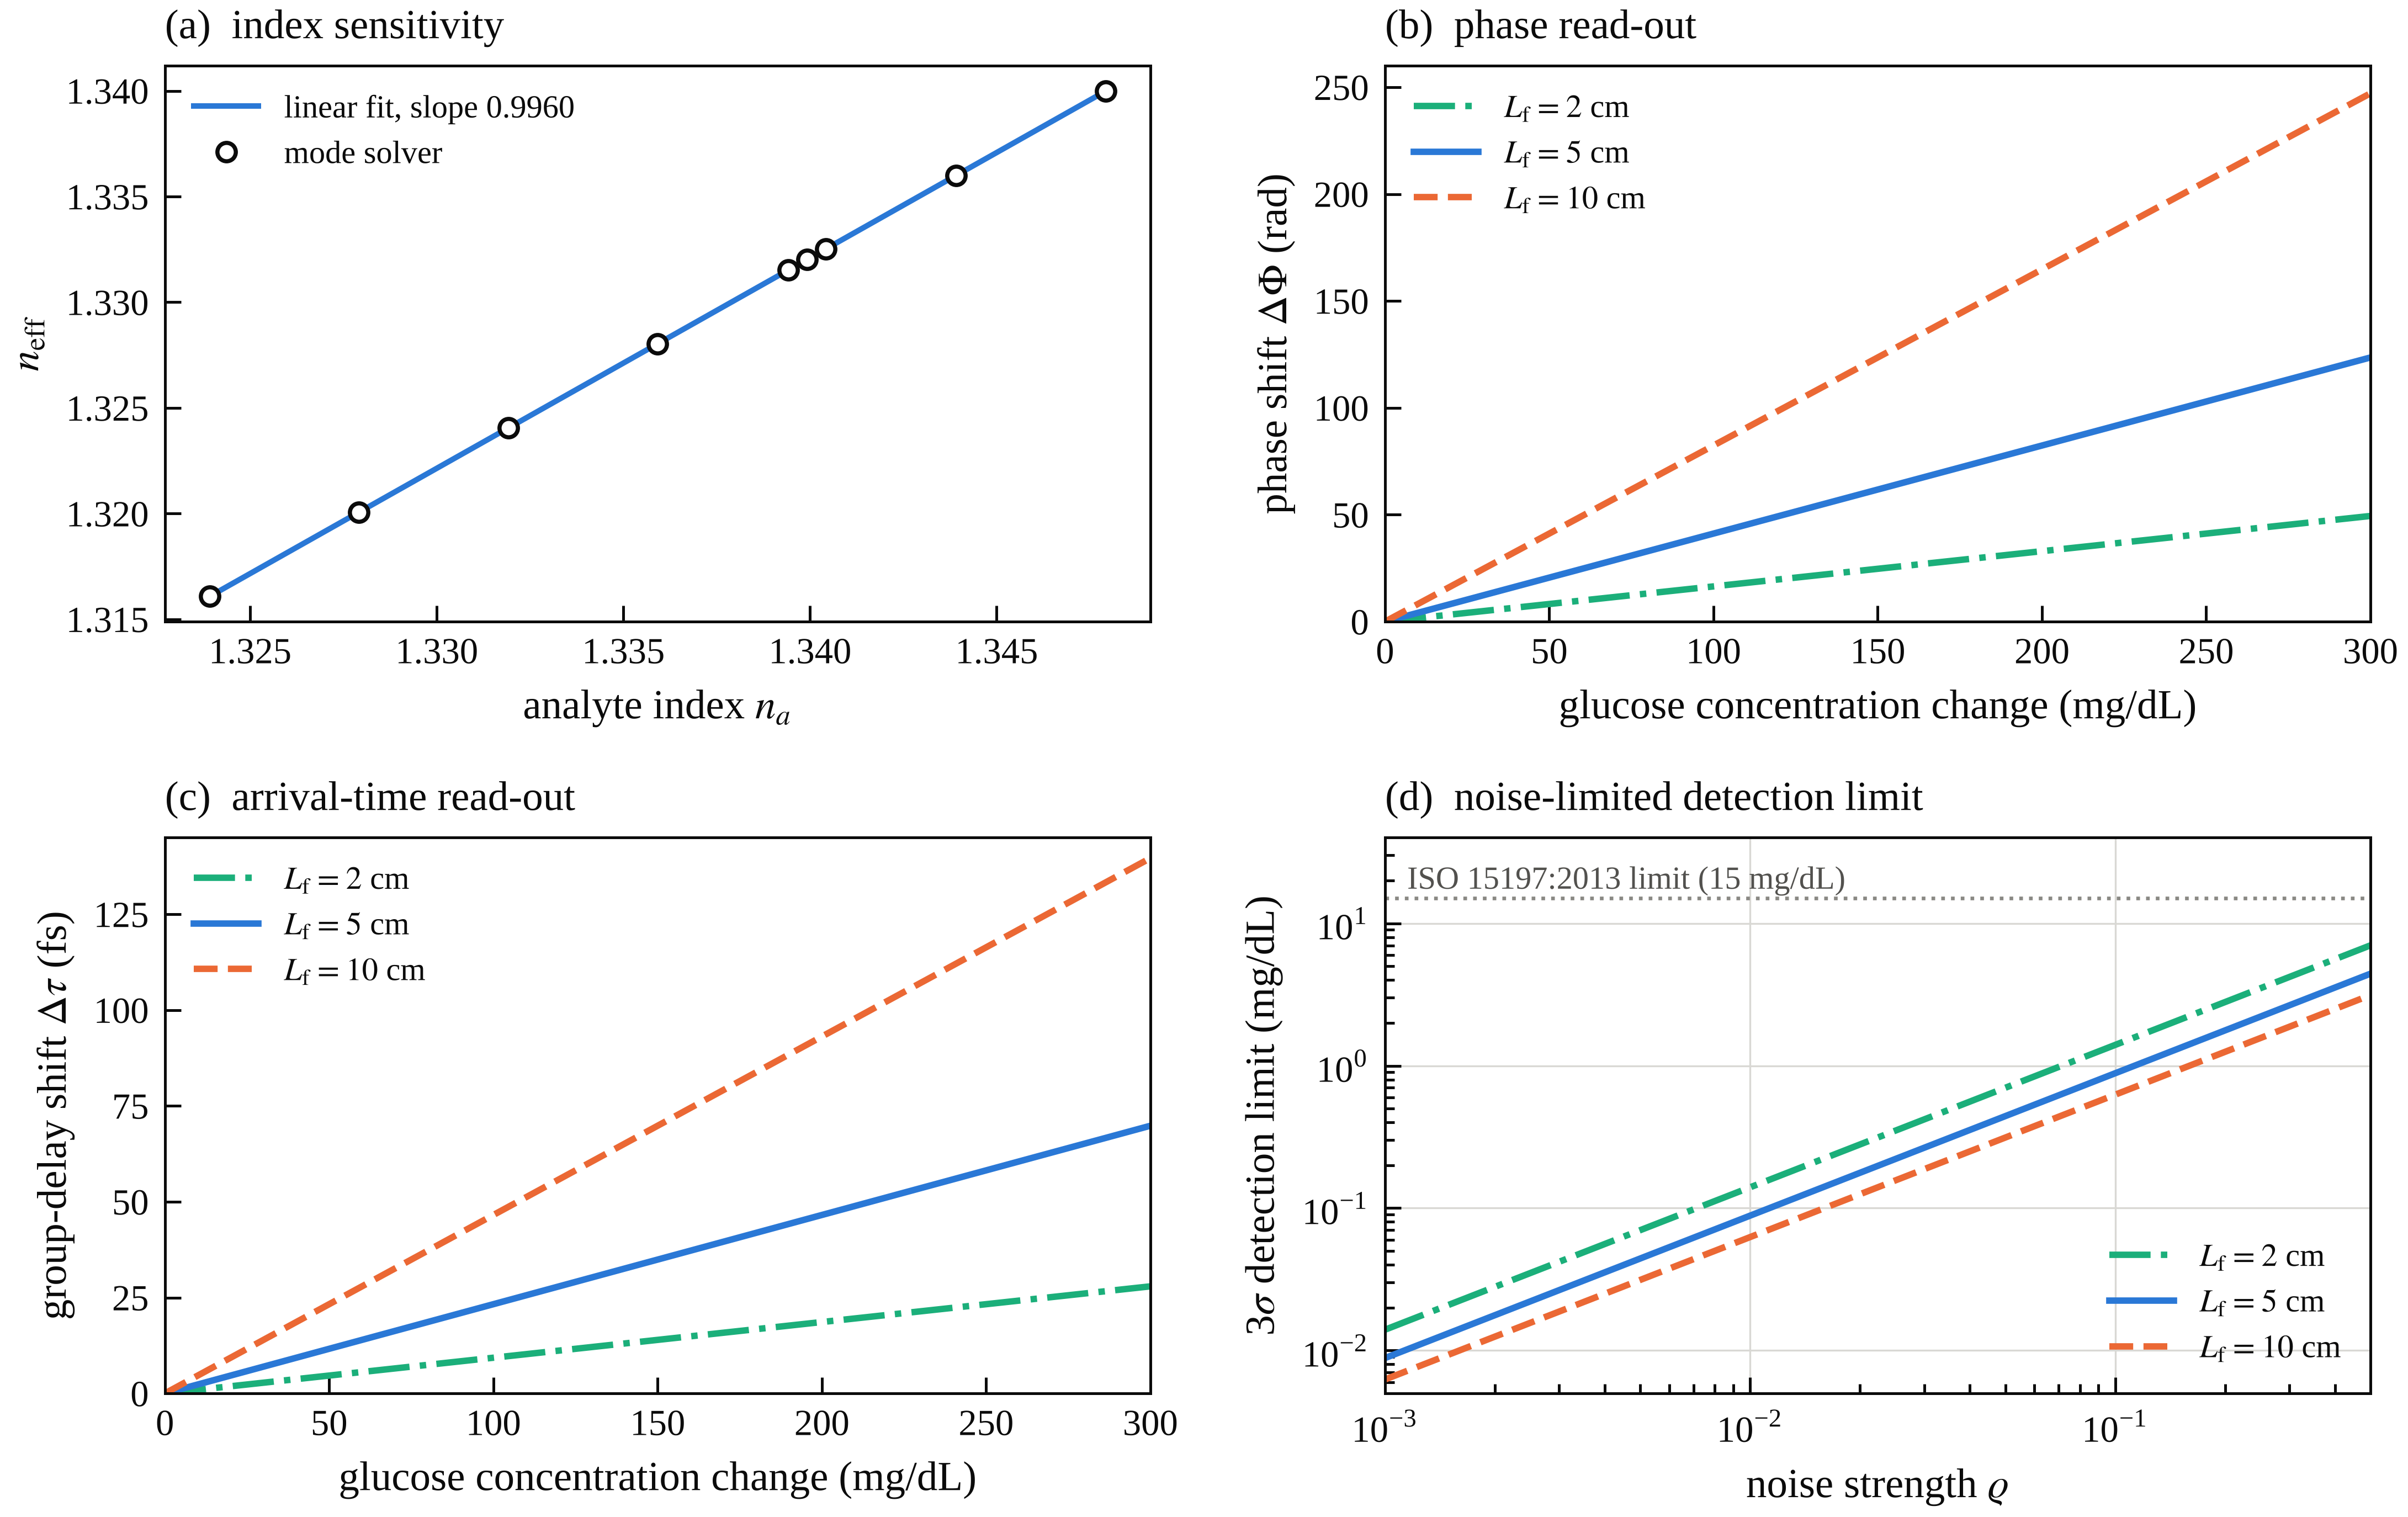 (a) index sensitivity
1.340
1.335
1.330
1.325
1.320
1.315
n_eff
linear fit, slope 0.9960
mode solver
1.325 1.330 1.335 1.340 1.345
analyte index n_a
(b) phase read-out
250
200
150
100
50
0
phase shift ΔΦ (rad)
L_f = 2 cm
L_f = 5 cm
L_f = 10 cm
0 50 100 150 200 250 300
glucose concentration change (mg/dL)
(c) arrival-time read-out
125
100
75
50
25
0
group-delay shift Δτ (fs)
L_f = 2 cm
L_f = 5 cm
L_f = 10 cm
0 50 100 150 200 250 300
glucose concentration change (mg/dL)
(d) noise-limited detection limit
ISO 15197:2013 limit (15 mg/dL)
10¹
10⁰
10⁻¹
10⁻²
3σ detection limit (mg/dL)
L_f = 2 cm
L_f = 5 cm
L_f = 10 cm
10⁻³ 10⁻² 10⁻¹
noise strength ϱ